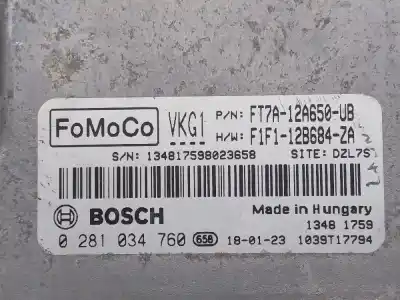 FoMoCo VKG1 P/N: FT7A-12A650-UB
H/W: F1F1-12B684-ZA
S/N: 134817598023658 SITE: DZL7S
BOSCH Made in Hungary
1348 1759
0 281 034 760 658 18-01-23 1039T17794